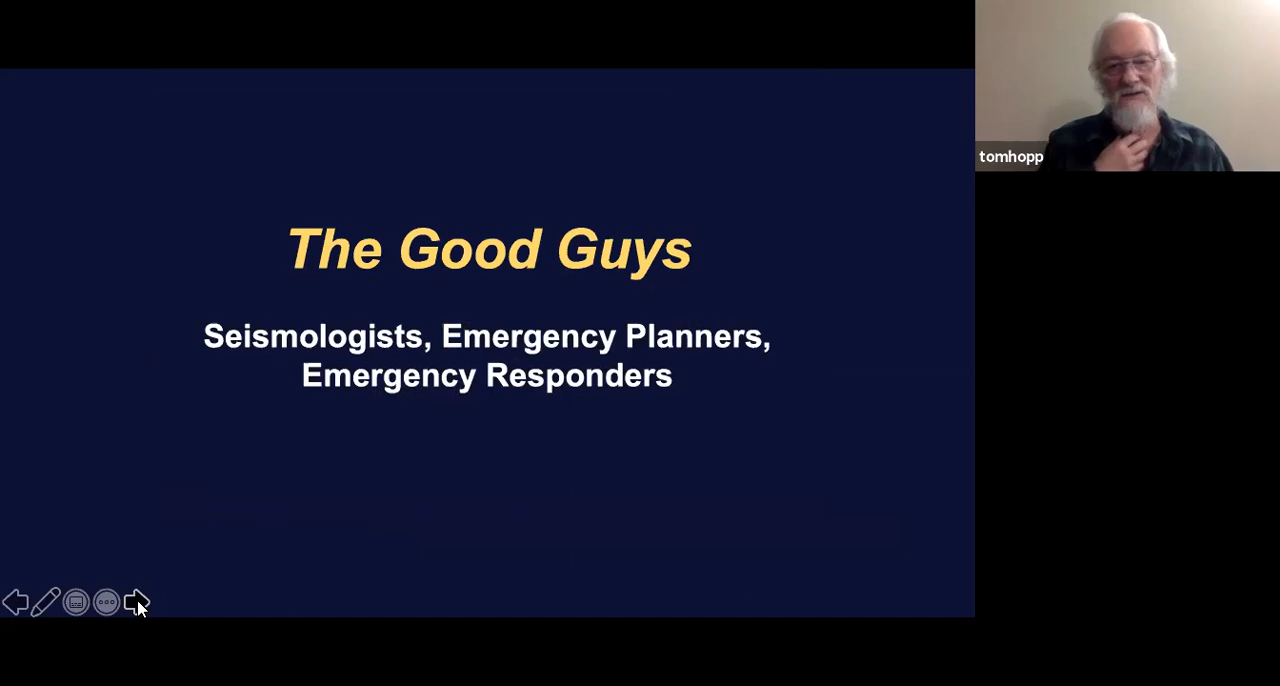 The Good Guys
Seismologists, Emergency Planners,
Emergency Responders
tomhopp